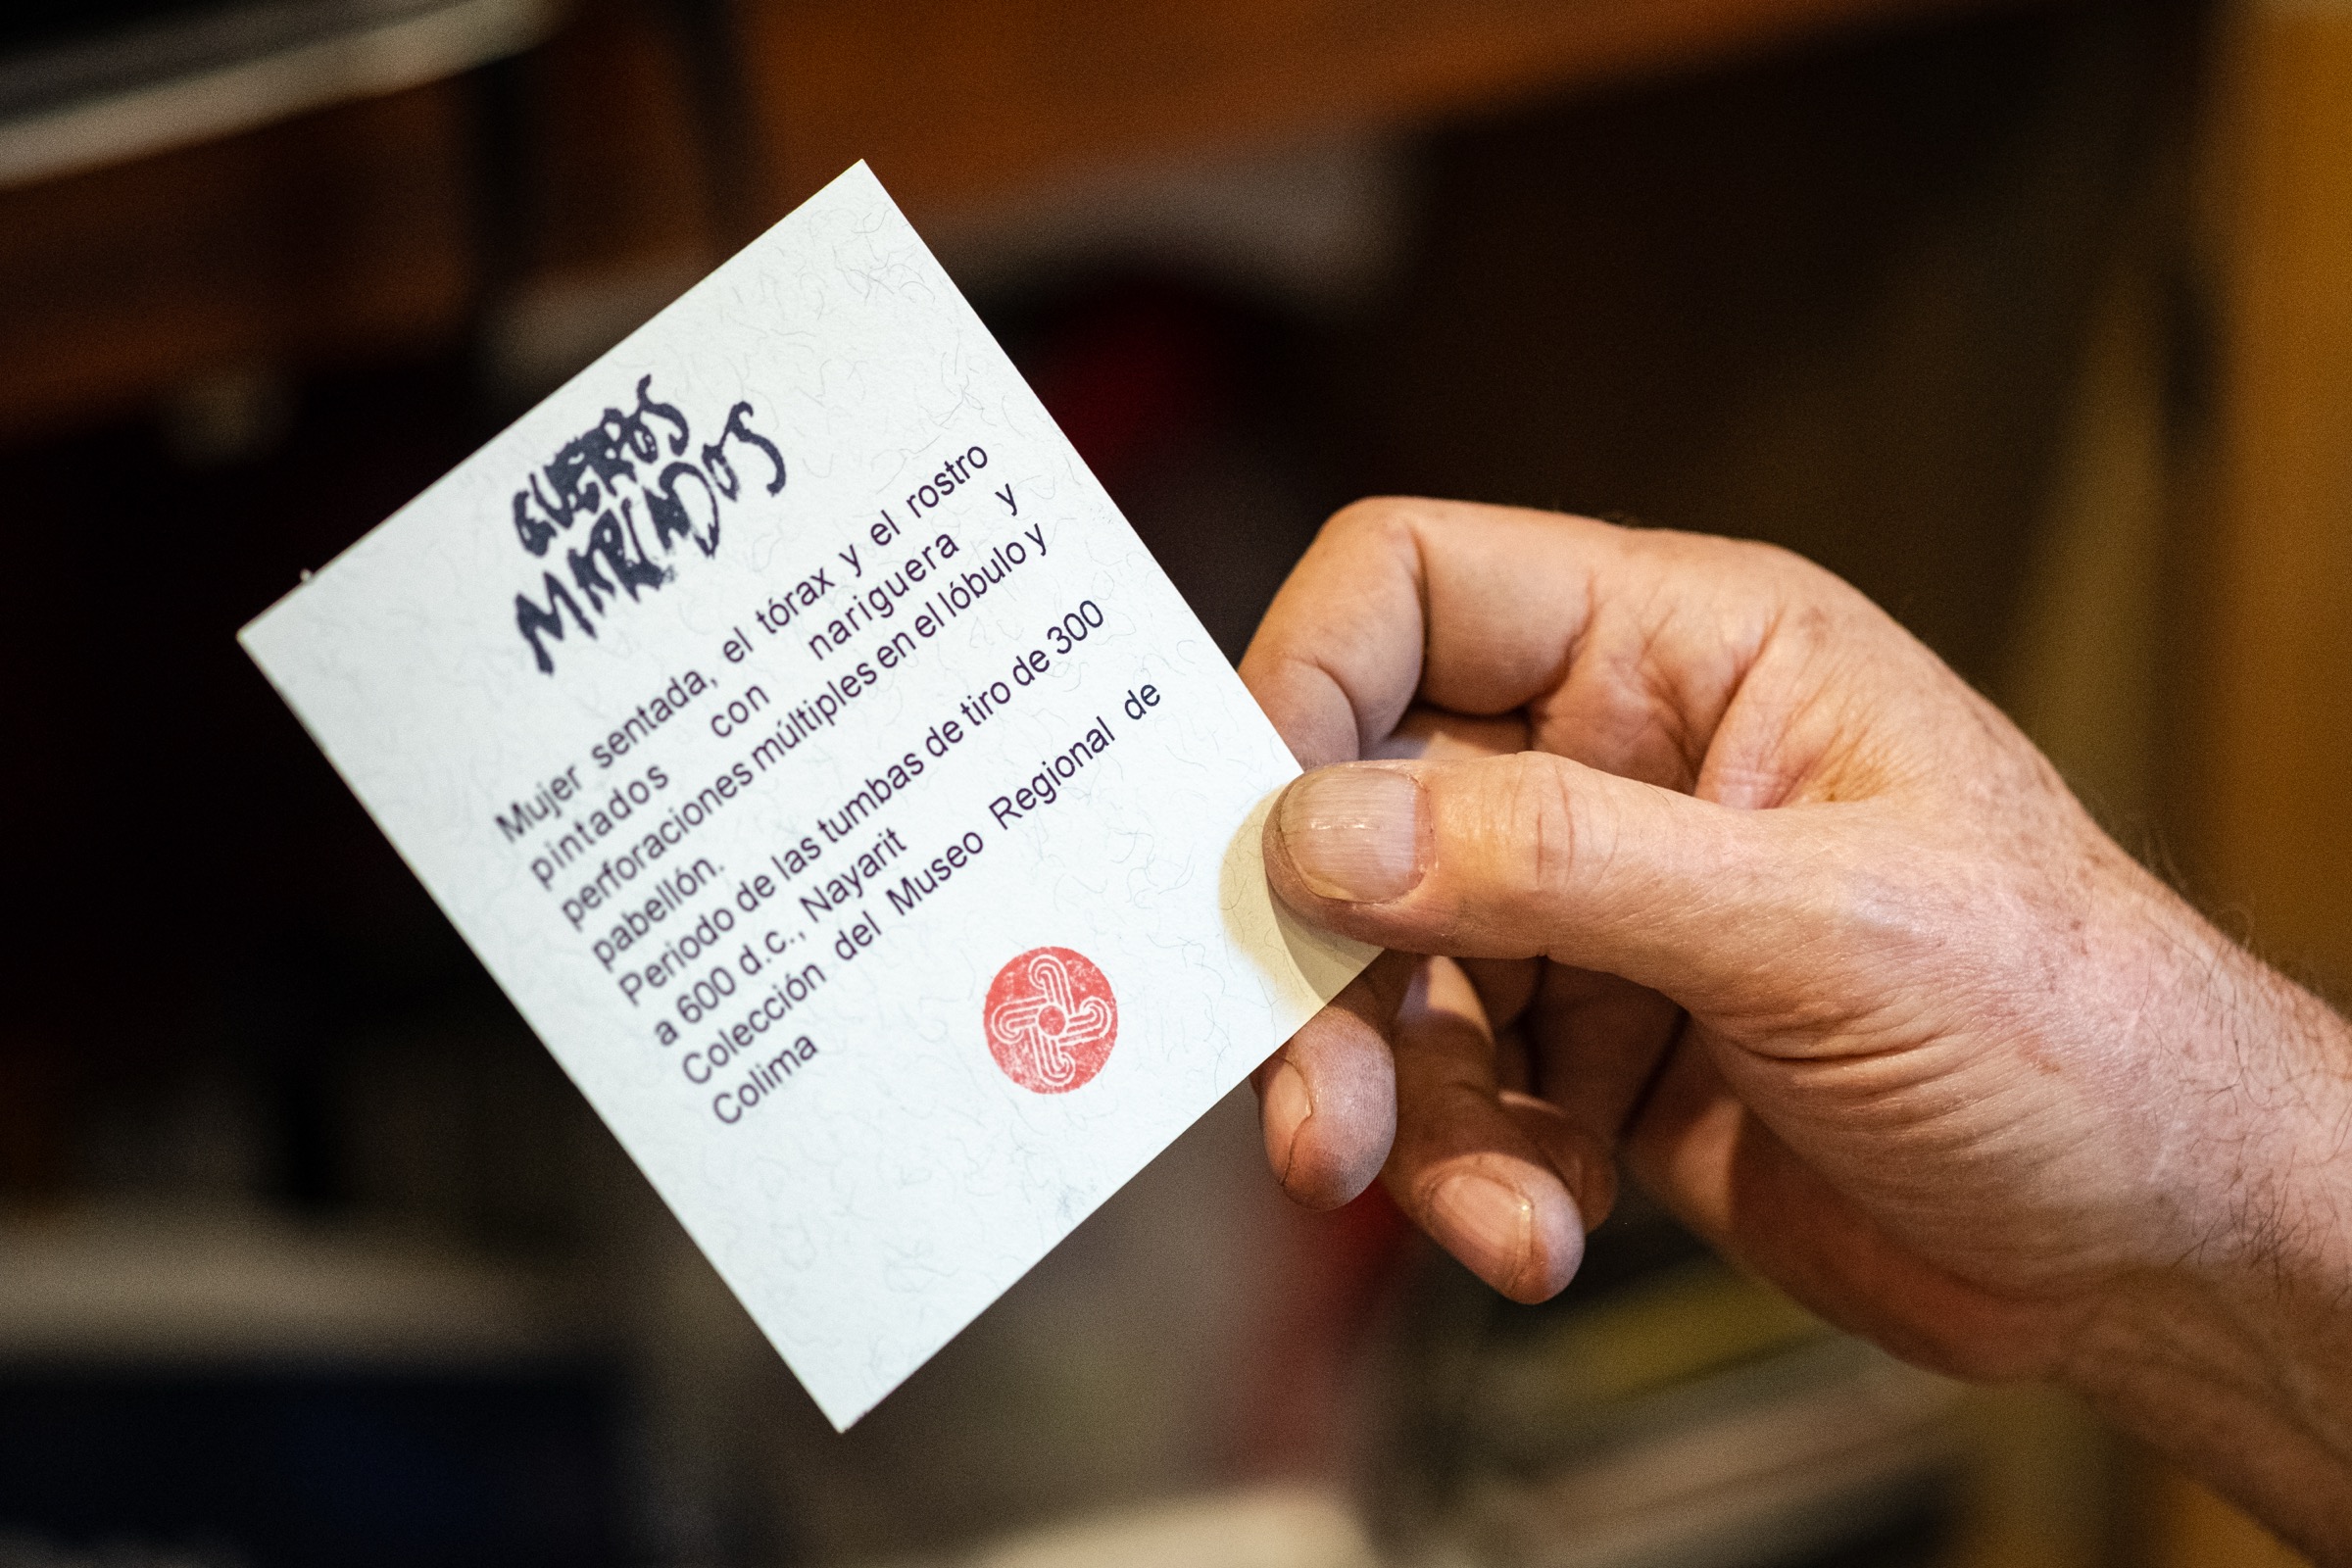 CUEROS
MARCADOS
Mujer sentada, el tórax y el rostro
pintados con nariguera y
perforaciones múltiples en el lóbulo y
pabellón.
Periodo de las tumbas de tiro de 300
a 600 d.c., Nayarit
Colección del Museo Regional de
Colima